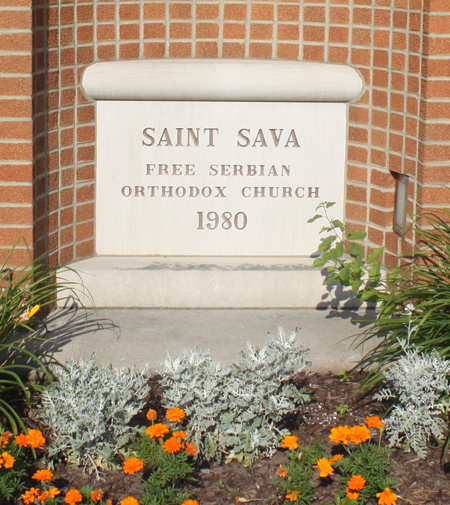 SAINT SAVA
FREE SERBIAN
ORTHODOX CHURCH
1980